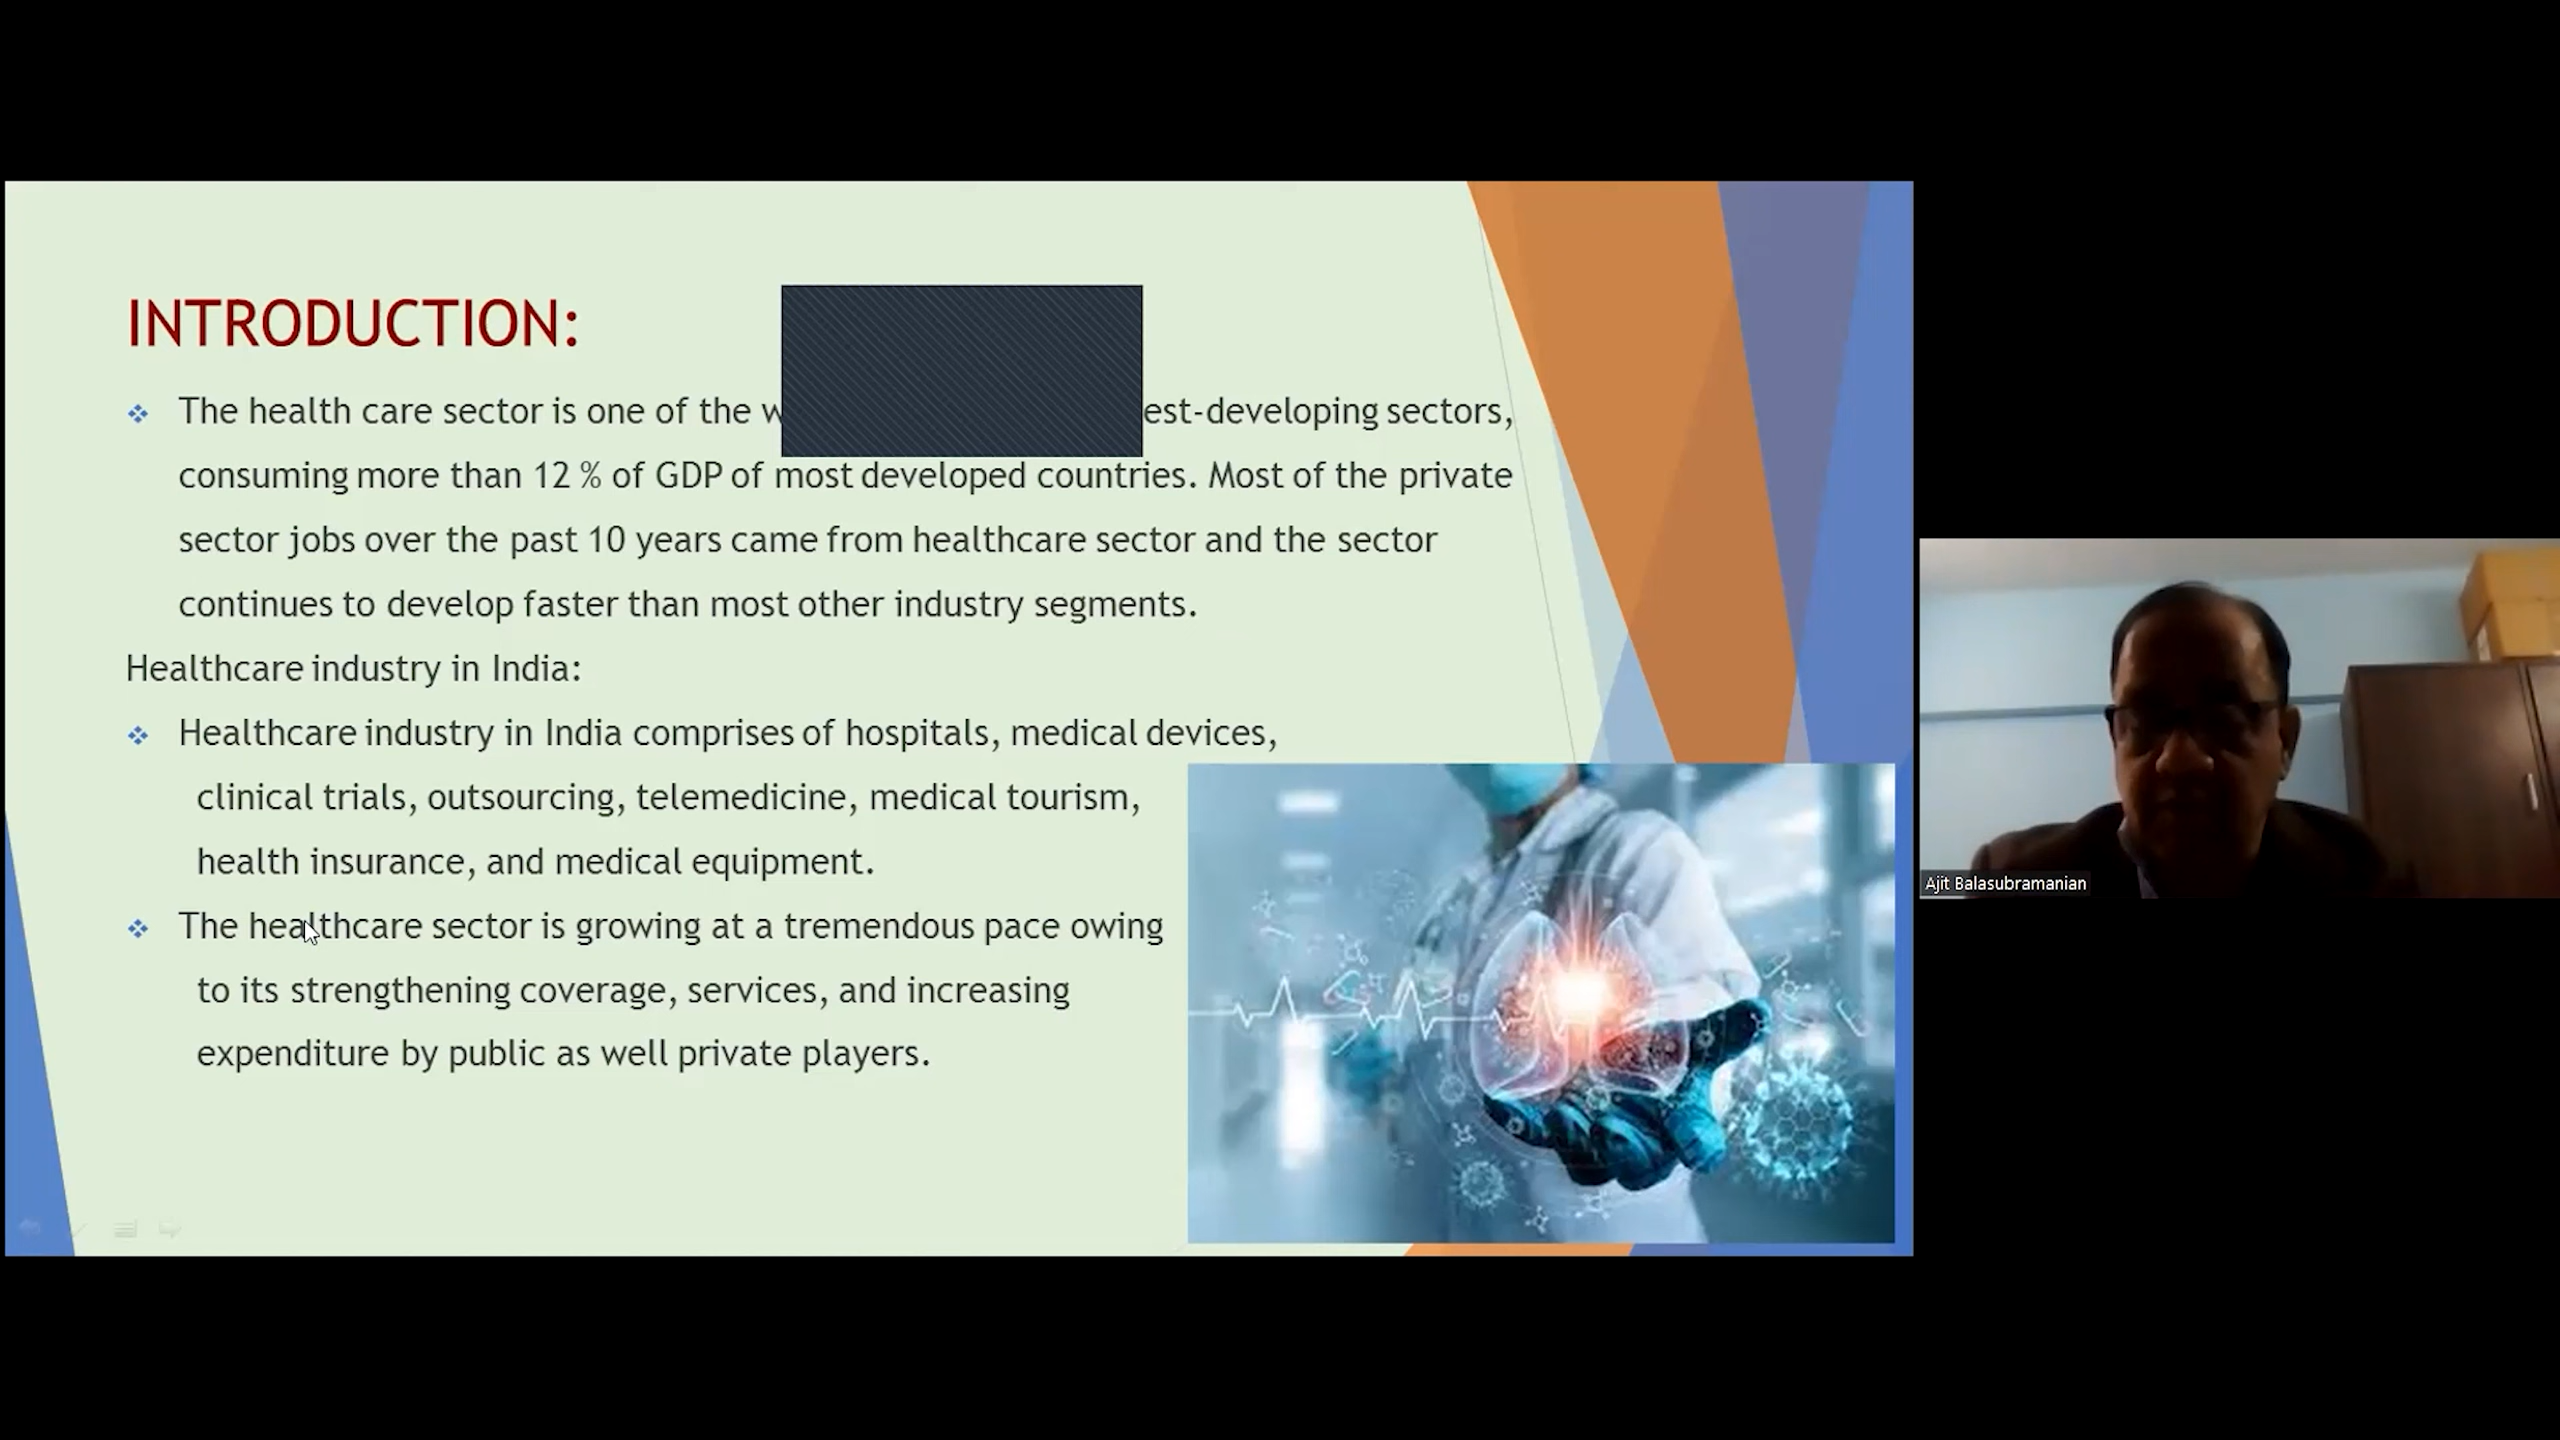 INTRODUCTION:
The health care sector is one of the est-developing sectors,
consuming more than 12 % of GDP of most developed countries. Most of the private
sector jobs over the past 10 years came from healthcare sector and the sector
continues to develop faster than most other industry segments.
Healthcare industry in India:
Healthcare industry in India comprises of hospitals, medical devices,
clinical trials, outsourcing, telemedicine, medical tourism,
health insurance, and medical equipment.
The healthcare sector is growing at a tremendous pace owing
to its strengthening coverage, services, and increasing
expenditure by public as well private players.
Ajit Balasubramanian